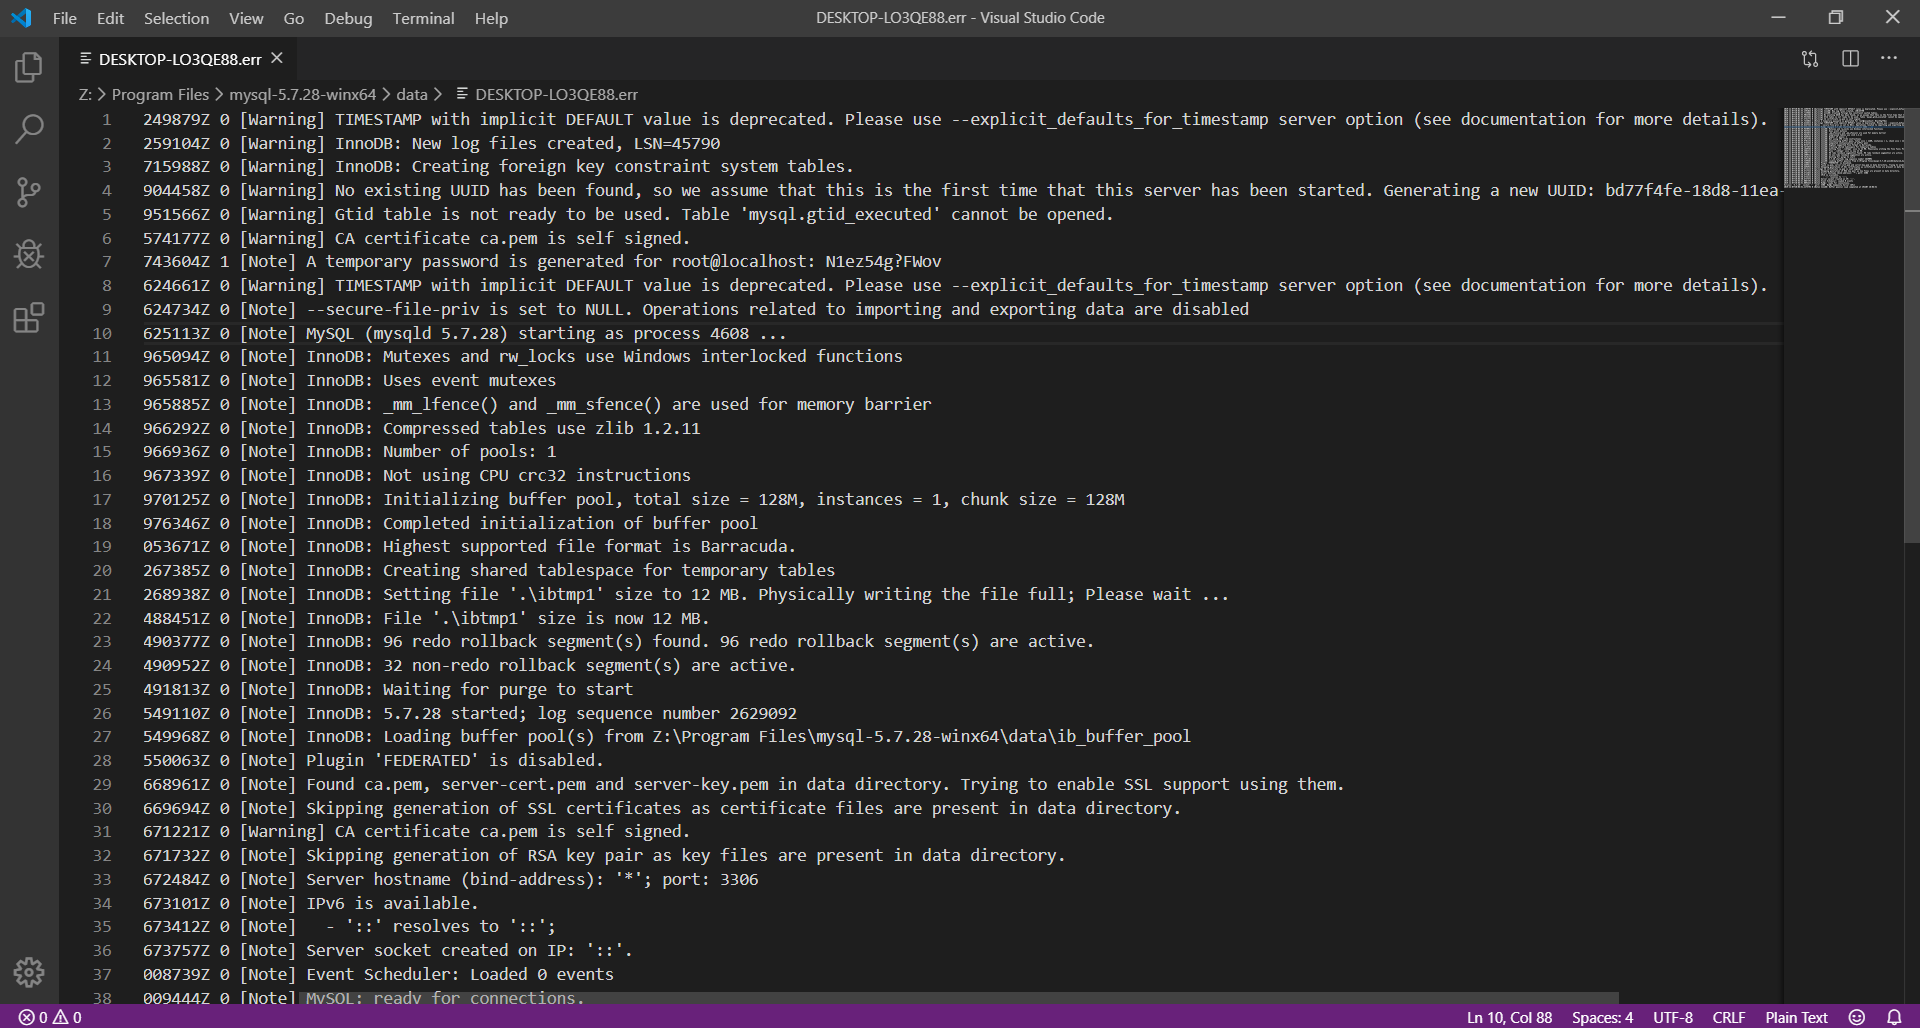 File Edit Selection View Go Debug Terminal Help
DESKTOP-LO3QE88.err - Visual Studio Code
DESKTOP-LO3QE88.err
Z: > Program Files > mysql-5.7.28-winx64 > data > DESKTOP-LO3QE88.err
1 249879Z 0 [Warning] TIMESTAMP with implicit DEFAULT value is deprecated. Please use --explicit_defaults_for_timestamp server option (see documentation for more details).
2 259104Z 0 [Warning] InnoDB: New log files created, LSN=45790
3 715988Z 0 [Warning] InnoDB: Creating foreign key constraint system tables.
4 904458Z 0 [Warning] No existing UUID has been found, so we assume that this is the first time that this server has been started. Generating a new UUID: bd77f4fe-18d8-11ea-
5 951566Z 0 [Warning] Gtid table is not ready to be used. Table 'mysql.gtid_executed' cannot be opened.
6 574177Z 0 [Warning] CA certificate ca.pem is self signed.
7 743604Z 1 [Note] A temporary password is generated for root@localhost: N1ez54g?FWov
8 624661Z 0 [Warning] TIMESTAMP with implicit DEFAULT value is deprecated. Please use --explicit_defaults_for_timestamp server option (see documentation for more details).
9 624734Z 0 [Note] --secure-file-priv is set to NULL. Operations related to importing and exporting data are disabled
10 625113Z 0 [Note] MySQL (mysqld 5.7.28) starting as process 4608 ...
11 965094Z 0 [Note] InnoDB: Mutexes and rw_locks use Windows interlocked functions
12 965581Z 0 [Note] InnoDB: Uses event mutexes
13 965885Z 0 [Note] InnoDB: _mm_lfence() and _mm_sfence() are used for memory barrier
14 966292Z 0 [Note] InnoDB: Compressed tables use zlib 1.2.11
15 966936Z 0 [Note] InnoDB: Number of pools: 1
16 967339Z 0 [Note] InnoDB: Not using CPU crc32 instructions
17 970125Z 0 [Note] InnoDB: Initializing buffer pool, total size = 128M, instances = 1, chunk size = 128M
18 976346Z 0 [Note] InnoDB: Completed initialization of buffer pool
19 053671Z 0 [Note] InnoDB: Highest supported file format is Barracuda.
20 267385Z 0 [Note] InnoDB: Creating shared tablespace for temporary tables
21 268938Z 0 [Note] InnoDB: Setting file '.\ibtmp1' size to 12 MB. Physically writing the file full; Please wait ...
22 488451Z 0 [Note] InnoDB: File '.\ibtmp1' size is now 12 MB.
23 490377Z 0 [Note] InnoDB: 96 redo rollback segment(s) found. 96 redo rollback segment(s) are active.
24 490952Z 0 [Note] InnoDB: 32 non-redo rollback segment(s) are active.
25 491813Z 0 [Note] InnoDB: Waiting for purge to start
26 549110Z 0 [Note] InnoDB: 5.7.28 started; log sequence number 2629092
27 549968Z 0 [Note] InnoDB: Loading buffer pool(s) from Z:\Program Files\mysql-5.7.28-winx64\data\ib_buffer_pool
28 550063Z 0 [Note] Plugin 'FEDERATED' is disabled.
29 668961Z 0 [Note] Found ca.pem, server-cert.pem and server-key.pem in data directory. Trying to enable SSL support using them.
30 669694Z 0 [Note] Skipping generation of SSL certificates as certificate files are present in data directory.
31 671221Z 0 [Warning] CA certificate ca.pem is self signed.
32 671732Z 0 [Note] Skipping generation of RSA key pair as key files are present in data directory.
33 672484Z 0 [Note] Server hostname (bind-address): '*'; port: 3306
34 673101Z 0 [Note] IPv6 is available.
35 673412Z 0 [Note]   - '::' resolves to '::';
36 673757Z 0 [Note] Server socket created on IP: '::'.
37 008739Z 0 [Note] Event Scheduler: Loaded 0 events
38 009444Z 0 [Note] MySQL: ready for connections.
0 0 Ln 10, Col 88 Spaces: 4 UTF-8 CRLF Plain Text